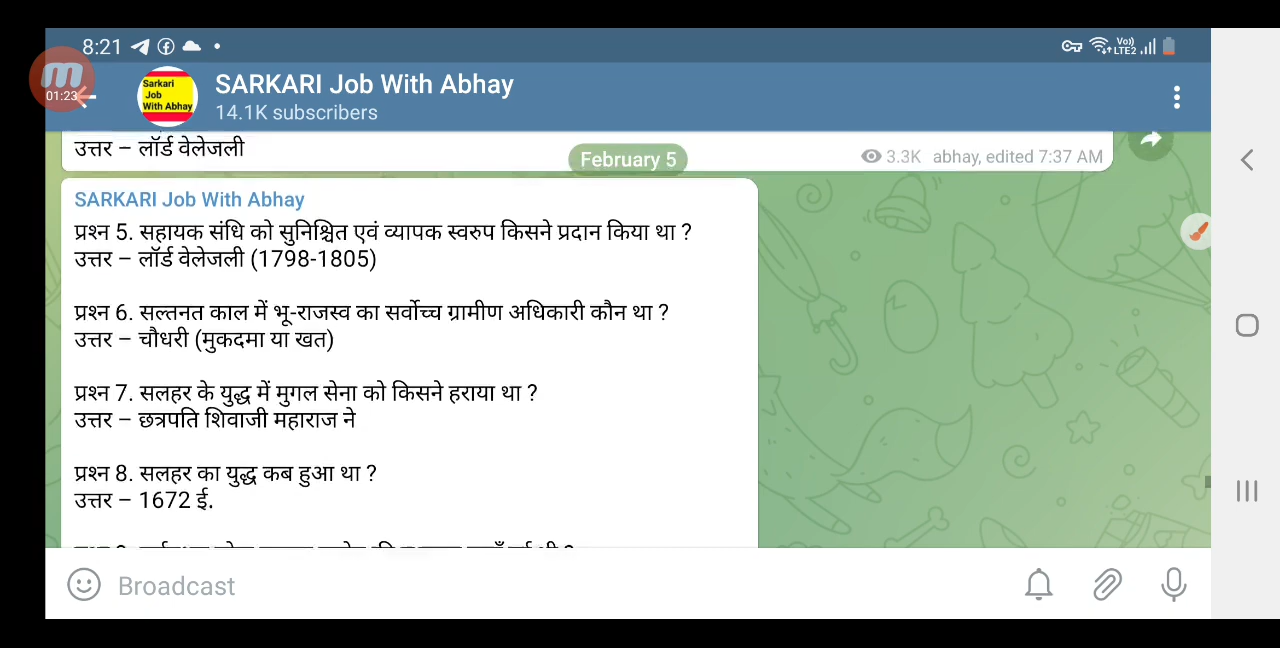 8:21
Vo)) LTE2
01:23
Sarkari
Job
With Abhay
SARKARI Job With Abhay
14.1K subscribers
उत्तर – लॉर्ड वेलेजली
3.3K abhay, edited 7:37 AM
February 5
SARKARI Job With Abhay
प्रश्न 5. सहायक संधि को सुनिश्चित एवं व्यापक स्वरुप किसने प्रदान किया था ?
उत्तर – लॉर्ड वेलेजली (1798-1805)
प्रश्न 6. सल्तनत काल में भू-राजस्व का सर्वोच्च ग्रामीण अधिकारी कौन था ?
उत्तर – चौधरी (मुकदमा या खत)
प्रश्न 7. सलहर के युद्ध में मुगल सेना को किसने हराया था ?
उत्तर – छत्रपति शिवाजी महाराज ने
प्रश्न 8. सलहर का युद्ध कब हुआ था ?
उत्तर – 1672 ई.
Broadcast